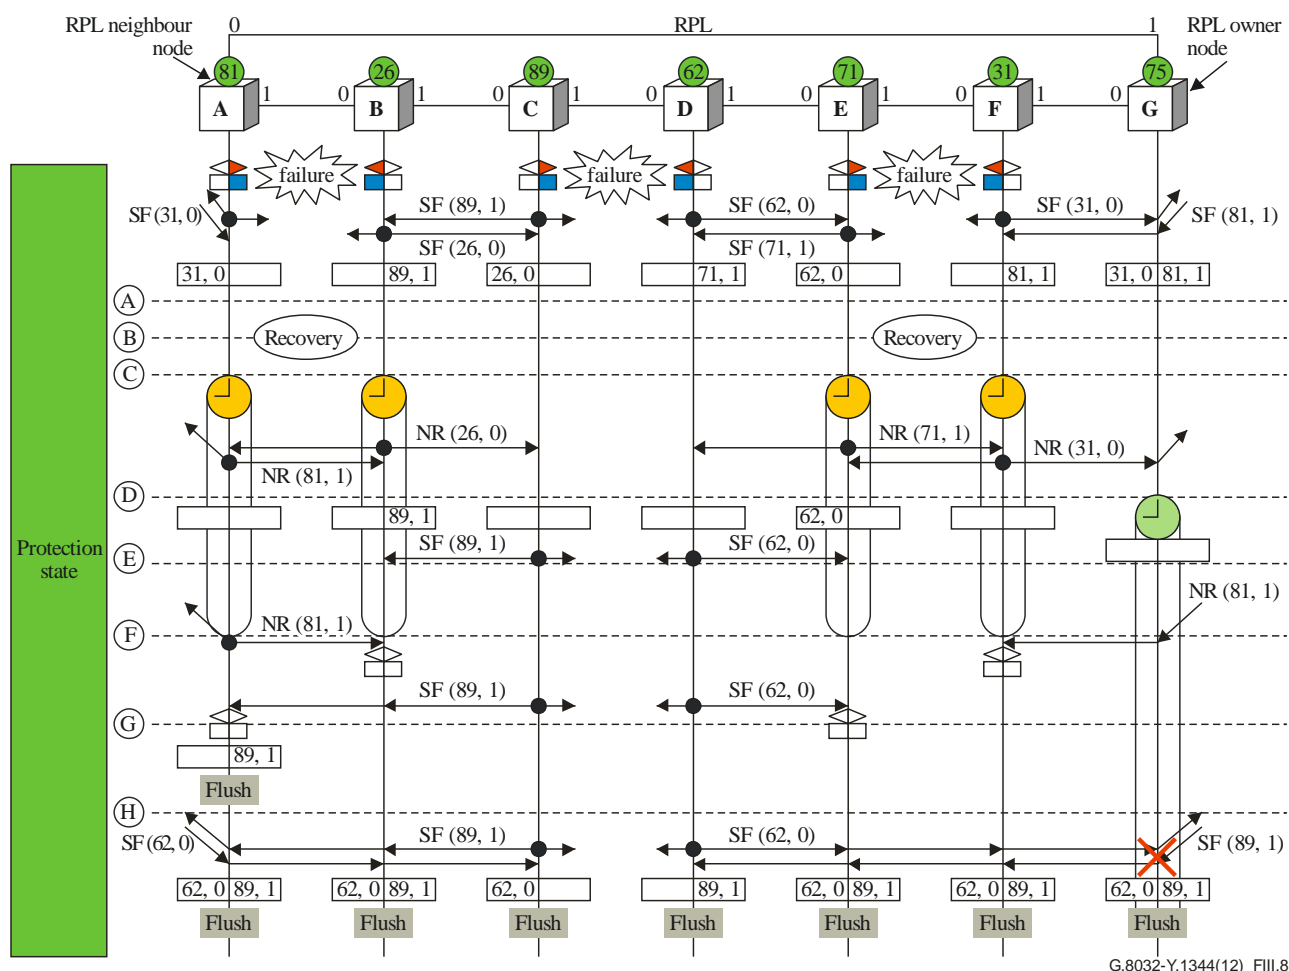 RPL neighbour
node
0
RPL
1
RPL owner
node
81
26
89
62
71
31
75
A
1
0
B
1
0
C
1
0
D
1
0
E
1
0
F
1
0
G
failure
failure
failure
SF (31, 0)
SF (89, 1)
SF (62, 0)
SF (31, 0)
SF (81, 1)
SF (26, 0)
SF (71, 1)
31, 0
89, 1
26, 0
71, 1
62, 0
81, 1
31, 0 81, 1
A
B
Recovery
Recovery
C
NR (26, 0)
NR (71, 1)
NR (31, 0)
NR (81, 1)
D
89, 1
62, 0
Protection
state
SF (89, 1)
SF (62, 0)
E
NR (81, 1)
NR (81, 1)
F
SF (89, 1)
SF (62, 0)
G
89, 1
Flush
H
SF (62, 0)
SF (89, 1)
SF (62, 0)
SF (89, 1)
62, 0 89, 1
62, 0 89, 1
62, 0
89, 1
62, 0 89, 1
62, 0 89, 1
62, 0 89, 1
Flush
Flush
Flush
Flush
Flush
Flush
Flush
G.8032-Y.1344(12)_FIII.8